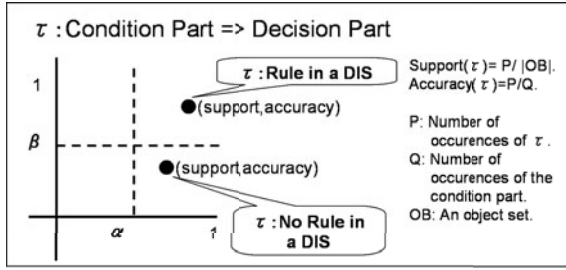 τ : Condition Part => Decision Part
τ : Rule in a DIS
1
(support,accuracy)
β
(support,accuracy)
τ : No Rule in
a DIS
α
1
Support(τ)= P/ |OB|.
Accuracy(τ)=P/Q.
P: Number of
occurences of τ .
Q: Number of
occurences of the
condition part.
OB: An object set.